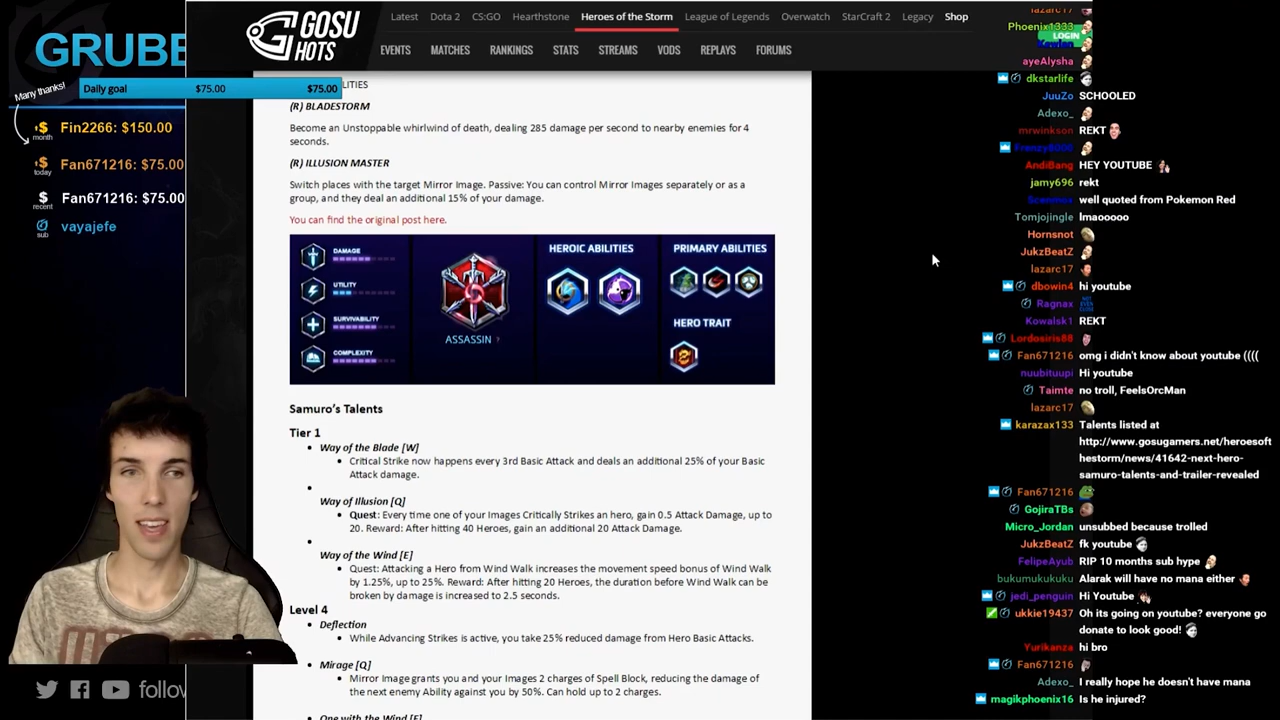 GRUBB
Many thanks!
Daily goal $75.00 $75.00
month
Fin2266: $150.00
today
Fan671216: $75.00
recent
Fan671216: $75.00
sub
vayajefe
follow
GOSU
HOTS
Latest Dota 2 CS:GO Hearthstone Heroes of the Storm League of Legends Overwatch StarCraft 2 Legacy Shop
EVENTS MATCHES RANKINGS STATS STREAMS VODS REPLAYS FORUMS
LOGIN
LITIES
(R) BLADESTORM
Become an Unstoppable whirlwind of death, dealing 285 damage per second to nearby enemies for 4
seconds.
(R) ILLUSION MASTER
Switch places with the target Mirror Image. Passive: You can control Mirror Images separately or as a
group, and they deal an additional 15% of your damage.
You can find the original post here.
DAMAGE
UTILITY
SURVIVABILITY
COMPLEXITY
ASSASSIN
HEROIC ABILITIES
PRIMARY ABILITIES
HERO TRAIT
Samuro's Talents
Tier 1
Way of the Blade [W]
Critical Strike now happens every 3rd Basic Attack and deals an additional 25% of your Basic
Attack damage.
Way of Illusion [Q]
Quest: Every time one of your Images Critically Strikes an hero, gain 0.5 Attack Damage, up to
20. Reward: After hitting 40 Heroes, gain an additional 20 Attack Damage.
Way of the Wind [E]
Quest: Attacking a Hero from Wind Walk increases the movement speed bonus of Wind Walk
by 1.25%, up to 25%. Reward: After hitting 20 Heroes, the duration before Wind Walk can be
broken by damage is increased to 2.5 seconds.
Level 4
Deflection
While Advancing Strikes is active, you take 25% reduced damage from Hero Basic Attacks.
Mirage [Q]
Mirror Image grants you and your Images 2 charges of Spell Block, reducing the damage of
the next enemy Ability against you by 50%. Can hold up to 2 charges.
One with the Wind [E]
lazarc17
Phoenix1333
ayeAlysha
dkstarlife
JuuZo SCHOOLED
Adexo_
mrwinkson REKT
Frenzy8000
AndiBang HEY YOUTUBE
jamy696 rekt
Scenmox well quoted from Pokemon Red
Tomjojingle lmaooooo
Hornsnot
JukzBeatZ
lazarc17
dbowin4 hi youtube
Ragnax
Kowalsk1 REKT
Lordosiris88
Fan671216 omg i didn't know about youtube ((((
nuubituupi Hi youtube
Taimte no troll, FeelsOrcMan
lazarc17
karazax133 Talents listed at
http://www.gosugamers.net/heroesoft
hestorm/news/41642-next-hero-
samuro-talents-and-trailer-revealed
Fan671216
GojiraTBs
Micro_Jordan unsubbed because trolled
JukzBeatZ fk youtube
FelipeAyub RIP 10 months sub hype
bukumukukuku Alarak will have no mana either
jedi_penguin Hi Youtube
ukkie19437 Oh its going on youtube? everyone go
donate to look good!
Yurikanza hi bro
Fan671216
Adexo_ I really hope he doesn't have mana
magikphoenix16 Is he injured?